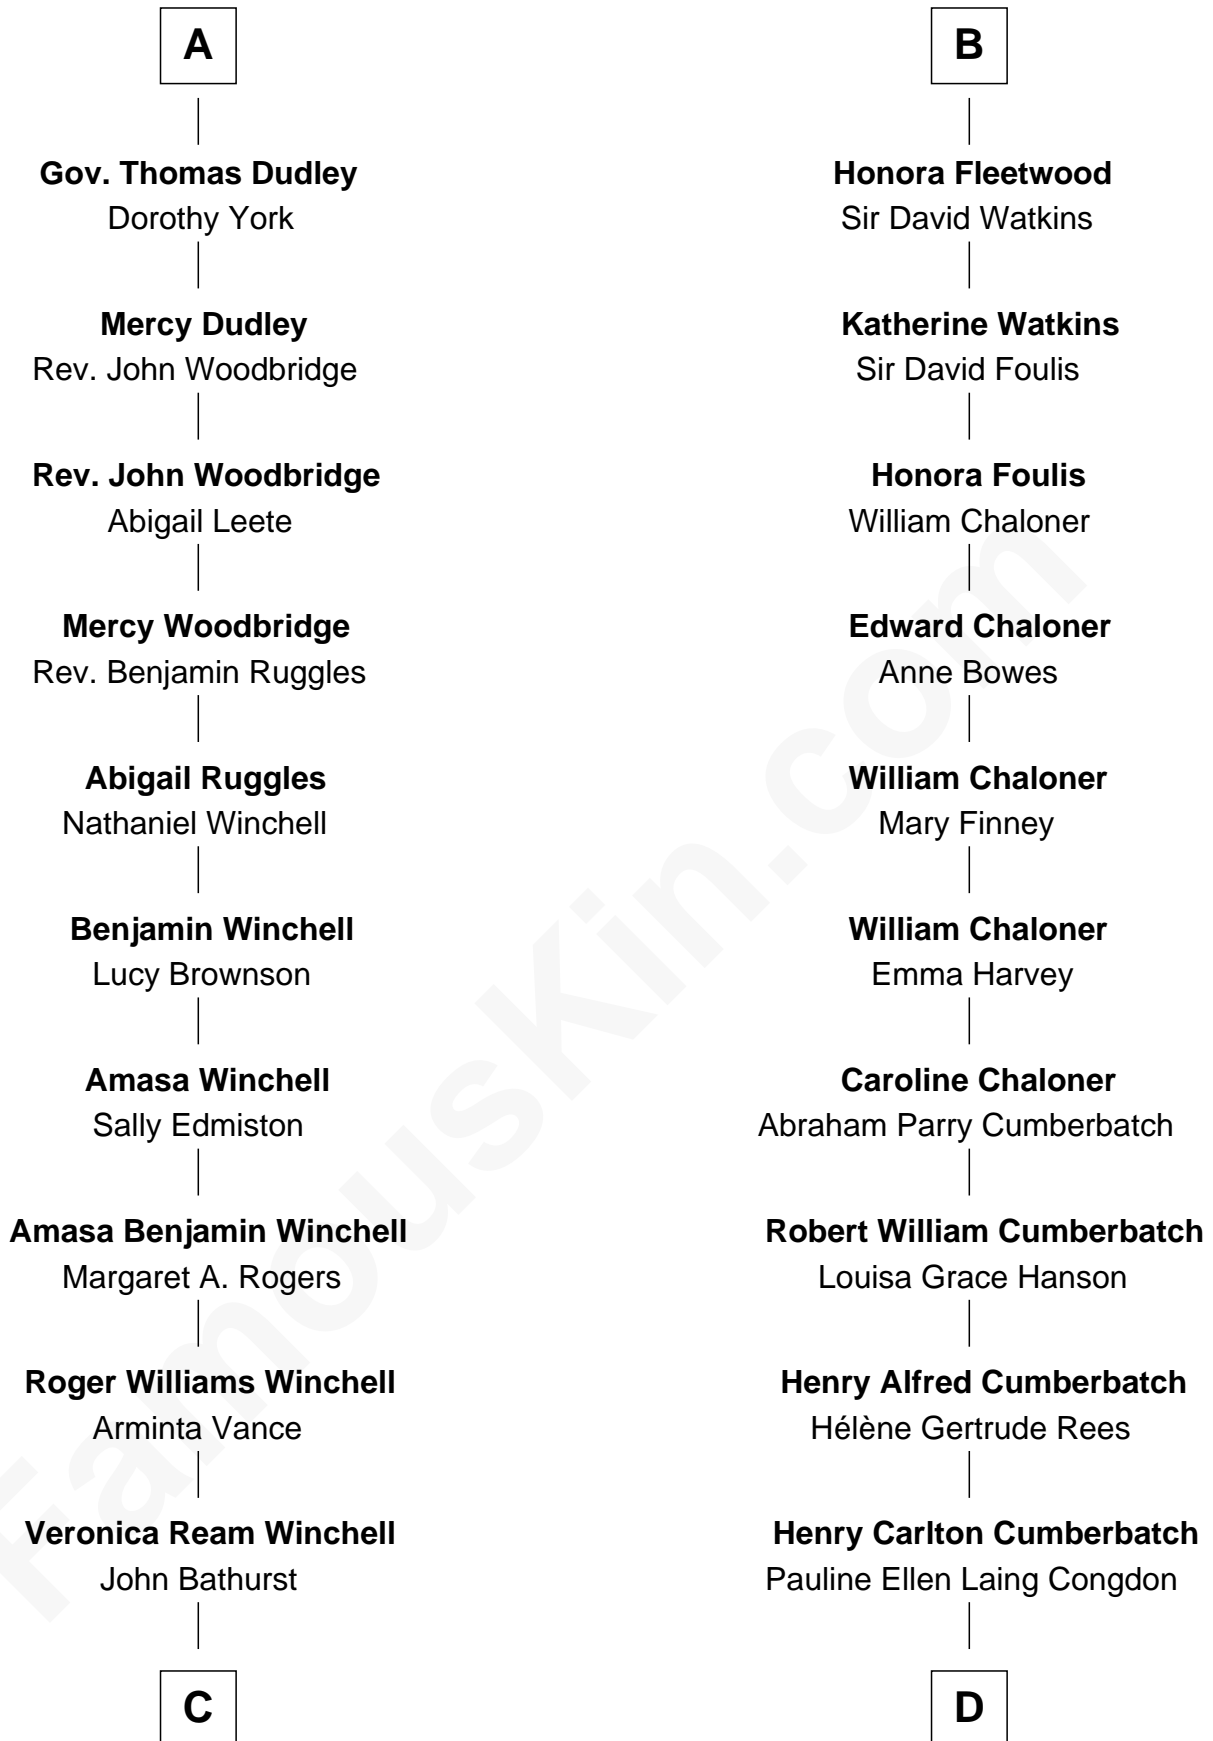 A
Gov. Thomas Dudley
Dorothy York
Mercy Dudley
Rev. John Woodbridge
Rev. John Woodbridge
Abigail Leete
Mercy Woodbridge
Rev. Benjamin Ruggles
Abigail Ruggles
Nathaniel Winchell
Benjamin Winchell
Lucy Brownson
Amasa Winchell
Sally Edmiston
Amasa Benjamin Winchell
Margaret A. Rogers
Roger Williams Winchell
Arminta Vance
Veronica Ream Winchell
John Bathurst
C
B
Honora Fleetwood
Sir David Watkins
Katherine Watkins
Sir David Foulis
Honora Foulis
William Chaloner
Edward Chaloner
Anne Bowes
William Chaloner
Mary Finney
William Chaloner
Emma Harvey
Caroline Chaloner
Abraham Parry Cumberbatch
Robert William Cumberbatch
Louisa Grace Hanson
Henry Alfred Cumberbatch
Hélène Gertrude Rees
Henry Carlton Cumberbatch
Pauline Ellen Laing Congdon
D
FamousKin.com